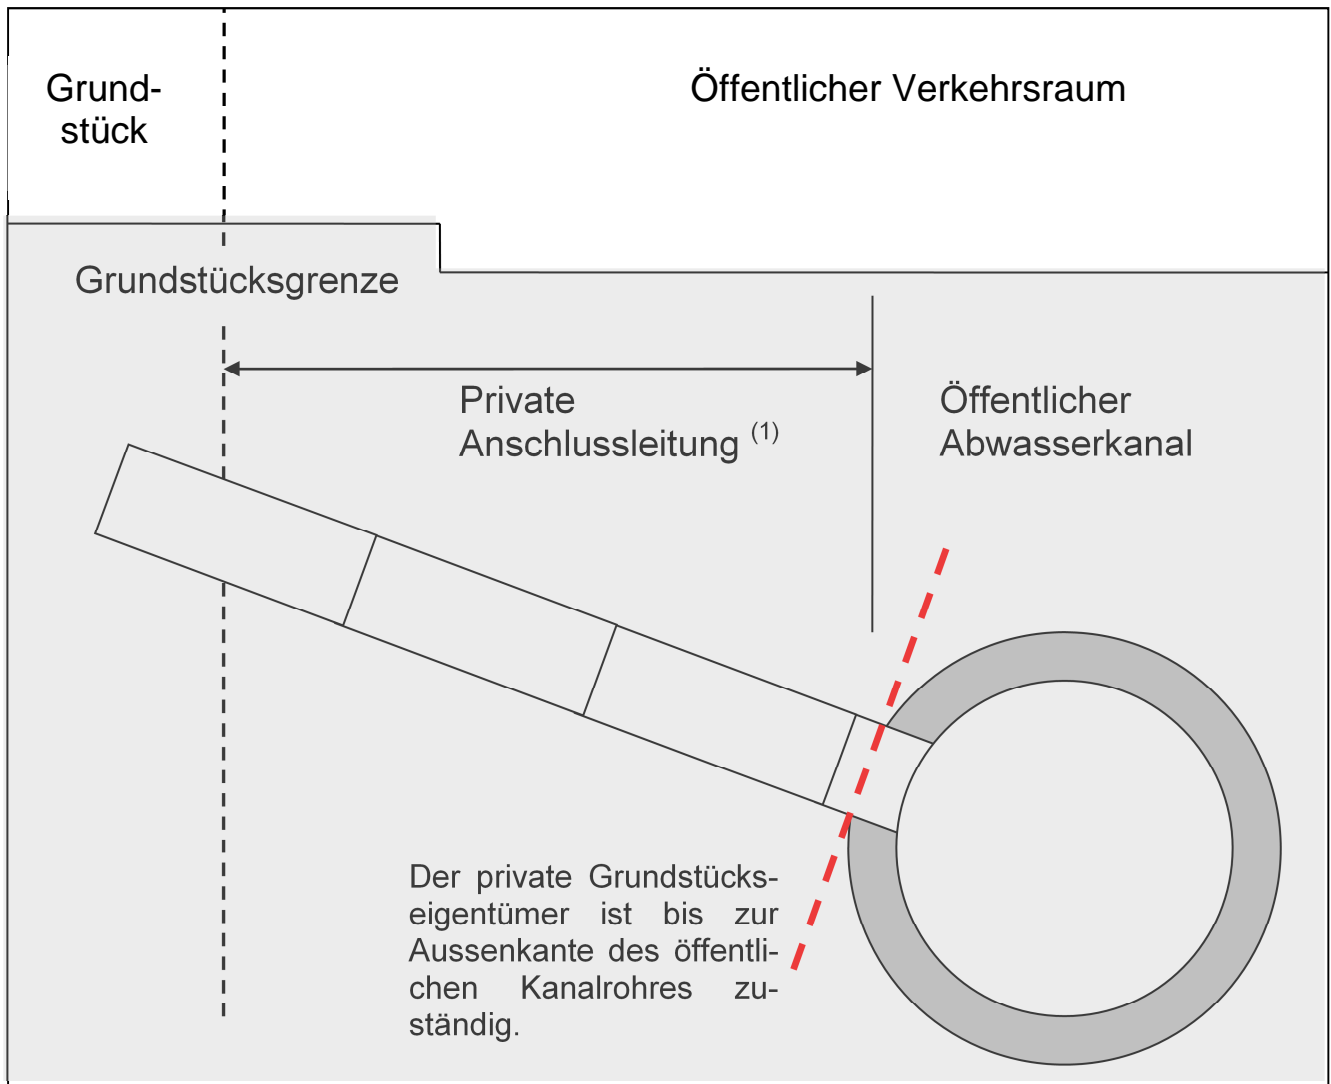 Grund-
stück
Öffentlicher Verkehrsraum
Grundstücksgrenze
Private
Anschlussleitung (1)
Öffentlicher
Abwasserkanal
Der private Grundstücks-
eigentümer ist bis zur
Aussenkante des öffentli-
chen Kanalrohres zu-
ständig.